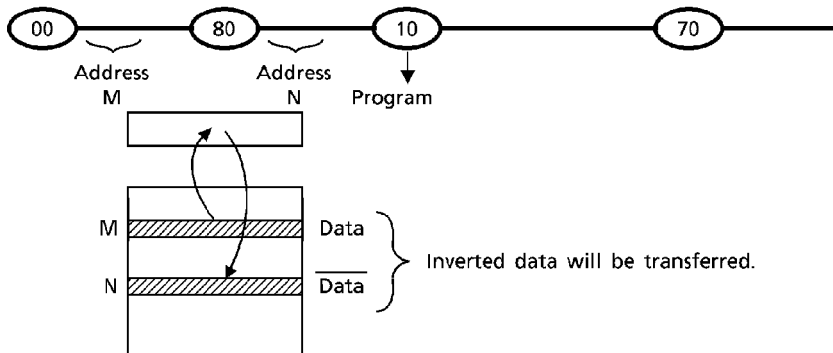 00 80 10 70
Address Address
M N Program
M Data
Inverted data will be transferred.
N Data